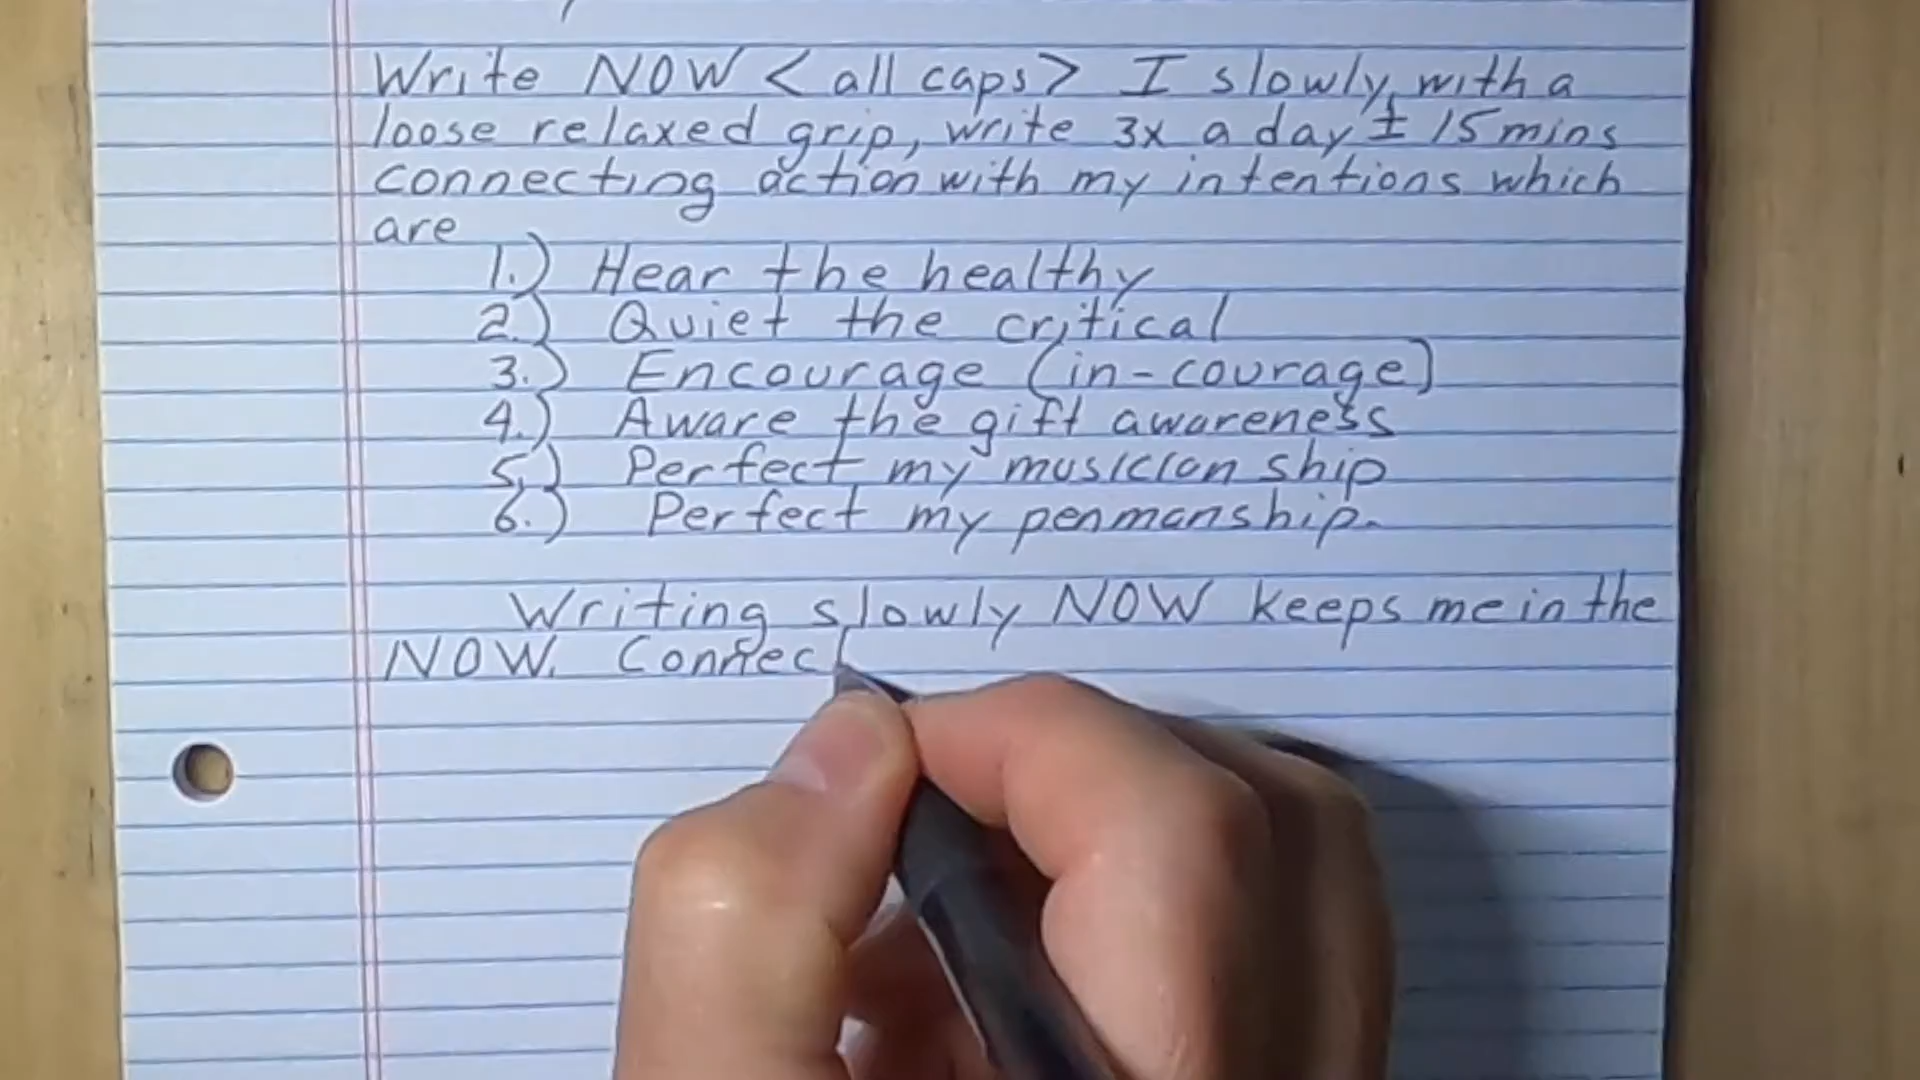 Write NOW <all caps> I slowly, with a
loose relaxed grip, write 3x a day ± 15 mins
connecting action with my intentions which
are
1.) Hear the healthy
2.) Quiet the critical
3.) Encourage (in-courage)
4.) Aware the gift awareness
5.) Perfect my musicianship
6.) Perfect my penmanship.
Writing slowly NOW keeps me in the
NOW. Connect